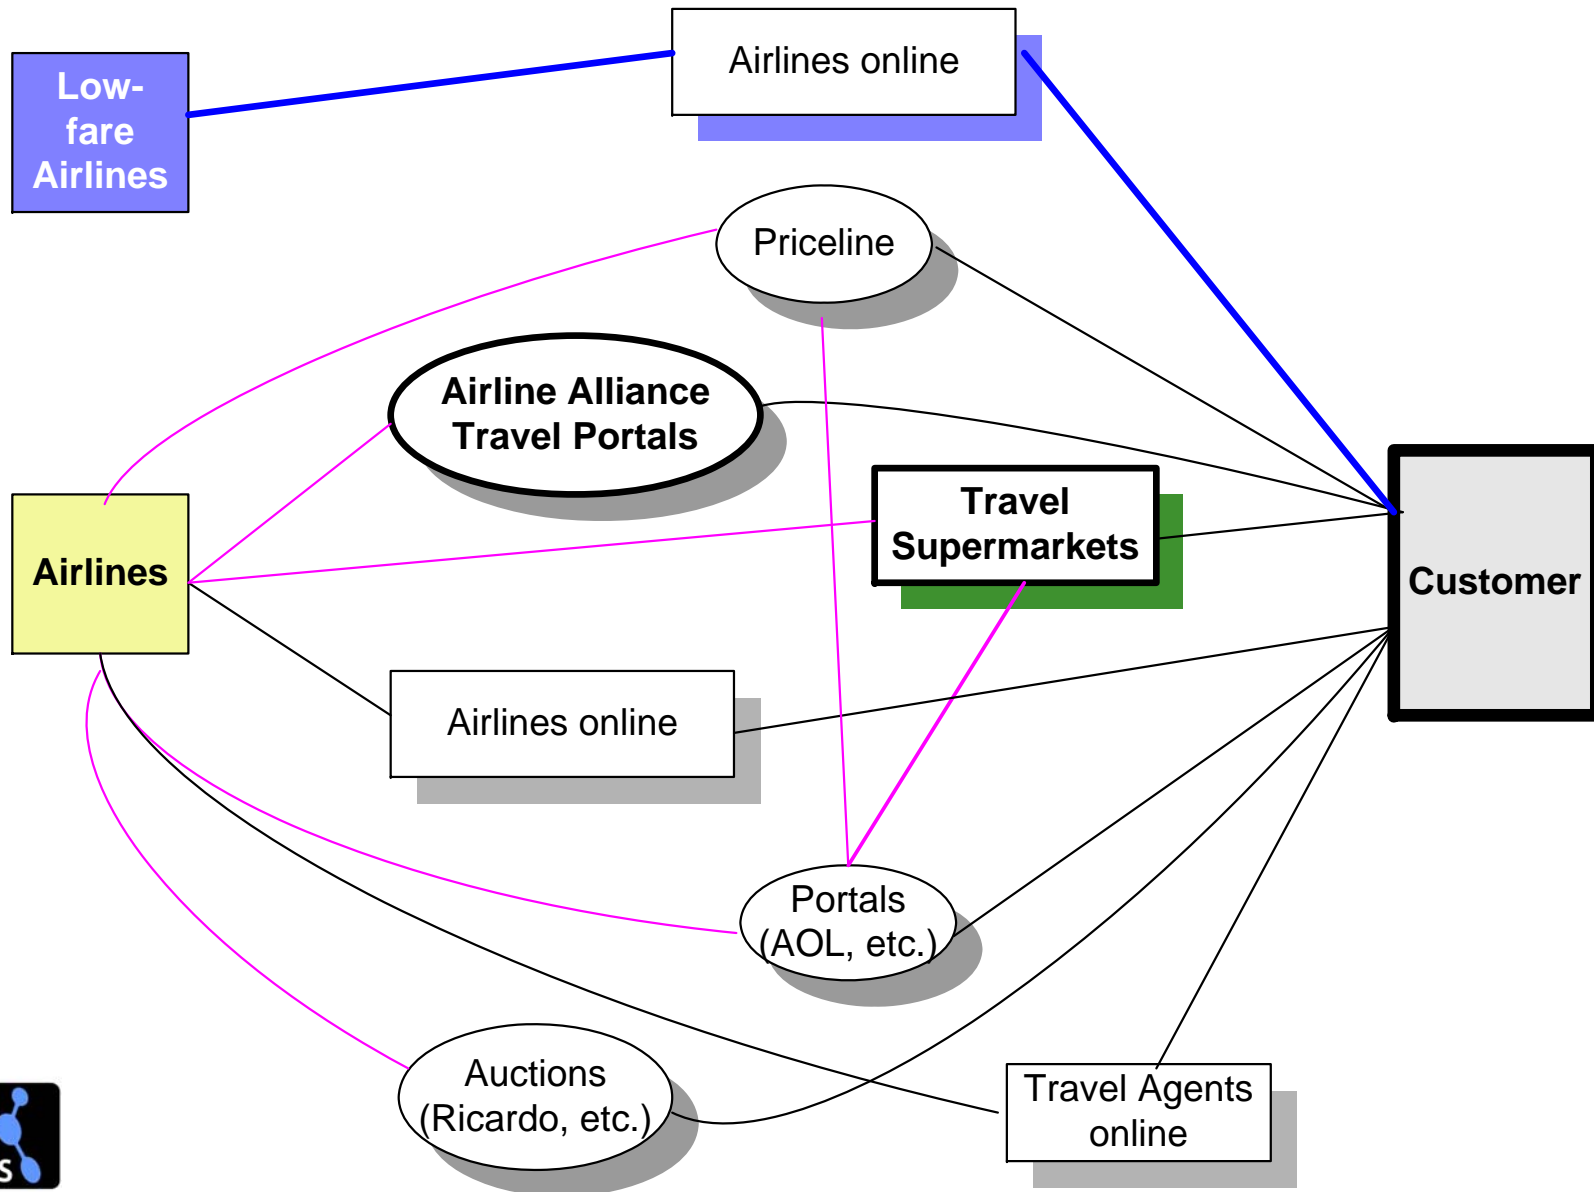 Low-
fare
Airlines
Airlines online
Priceline
Airline Alliance
Travel Portals
Travel
Supermarkets
Airlines
Customer
Airlines online
Portals
(AOL, etc.)
Auctions
(Ricardo, etc.)
Travel Agents
online